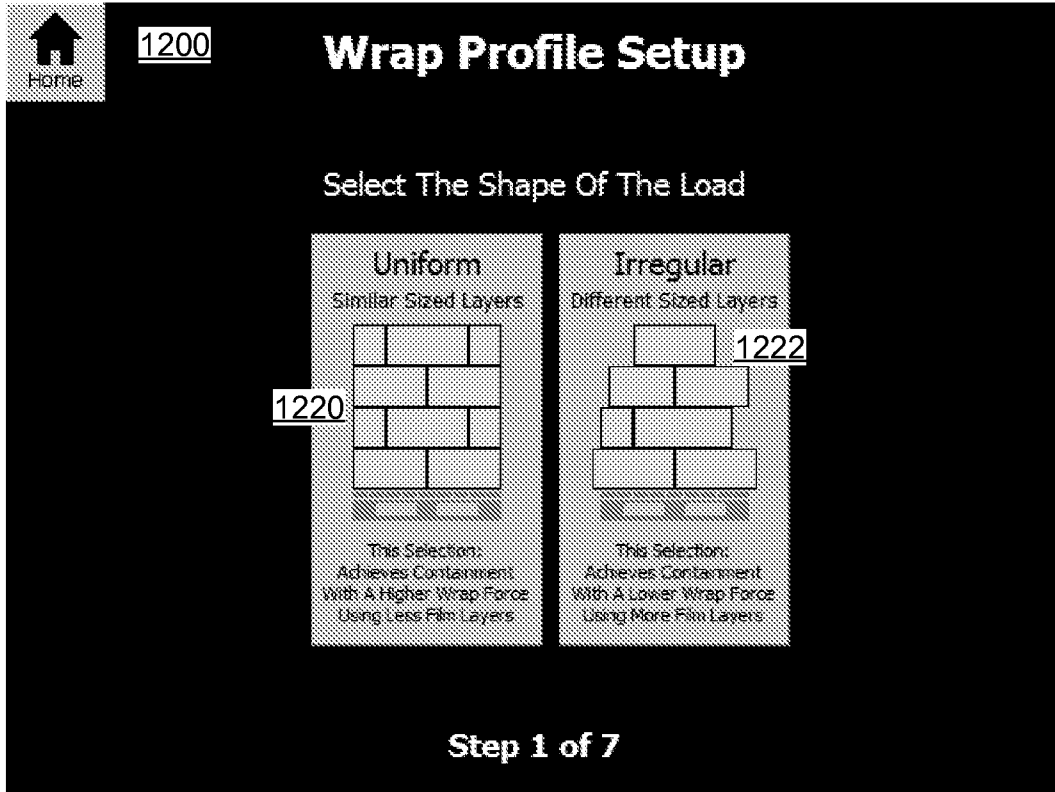 Home
1200
Wrap Profile Setup
Select The Shape Of The Load
Uniform
Similar Sized Layers
1220
This Selection:
Achieves Containment
With A Higher Wrap Force
Using Less Film Layers
Irregular
Different Sized Layers
1222
This Selection:
Achieves Containment
With A Lower Wrap Force
Using More Film Layers
Step 1 of 7